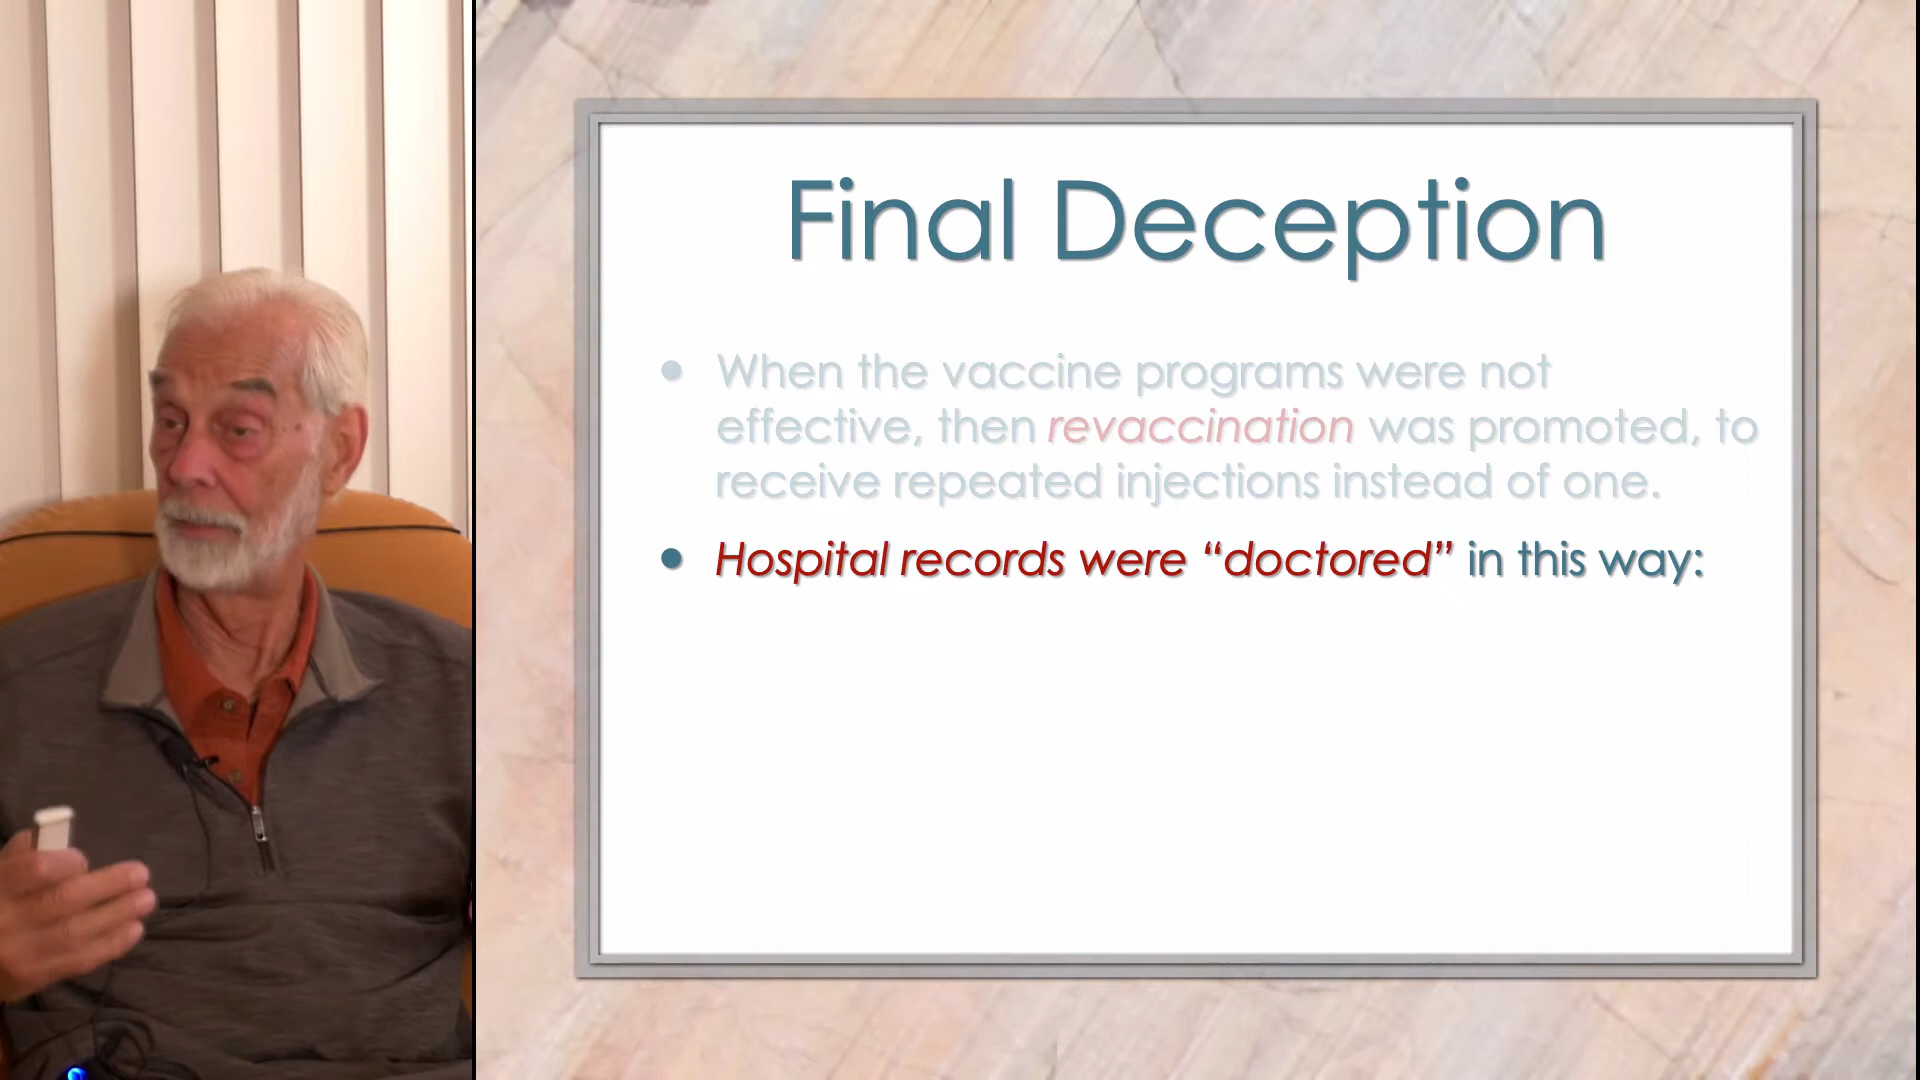 Final Deception
• When the vaccine programs were not
effective, then revaccination was promoted, to
receive repeated injections instead of one.
• Hospital records were “doctored” in this way: